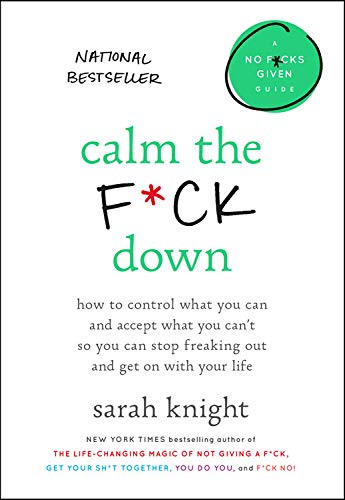 NATIONAL
BESTSELLER
A
NO F*CKS
GIVEN
GUIDE
calm the
F*CK
down
how to control what you can
and accept what you can't
so you can stop freaking out
and get on with your life
sarah knight
NEW YORK TIMES bestselling author of
THE LIFE-CHANGING MAGIC OF NOT GIVING A F*CK,
GET YOUR SH*T TOGETHER, YOU DO YOU, and F*CK NO!